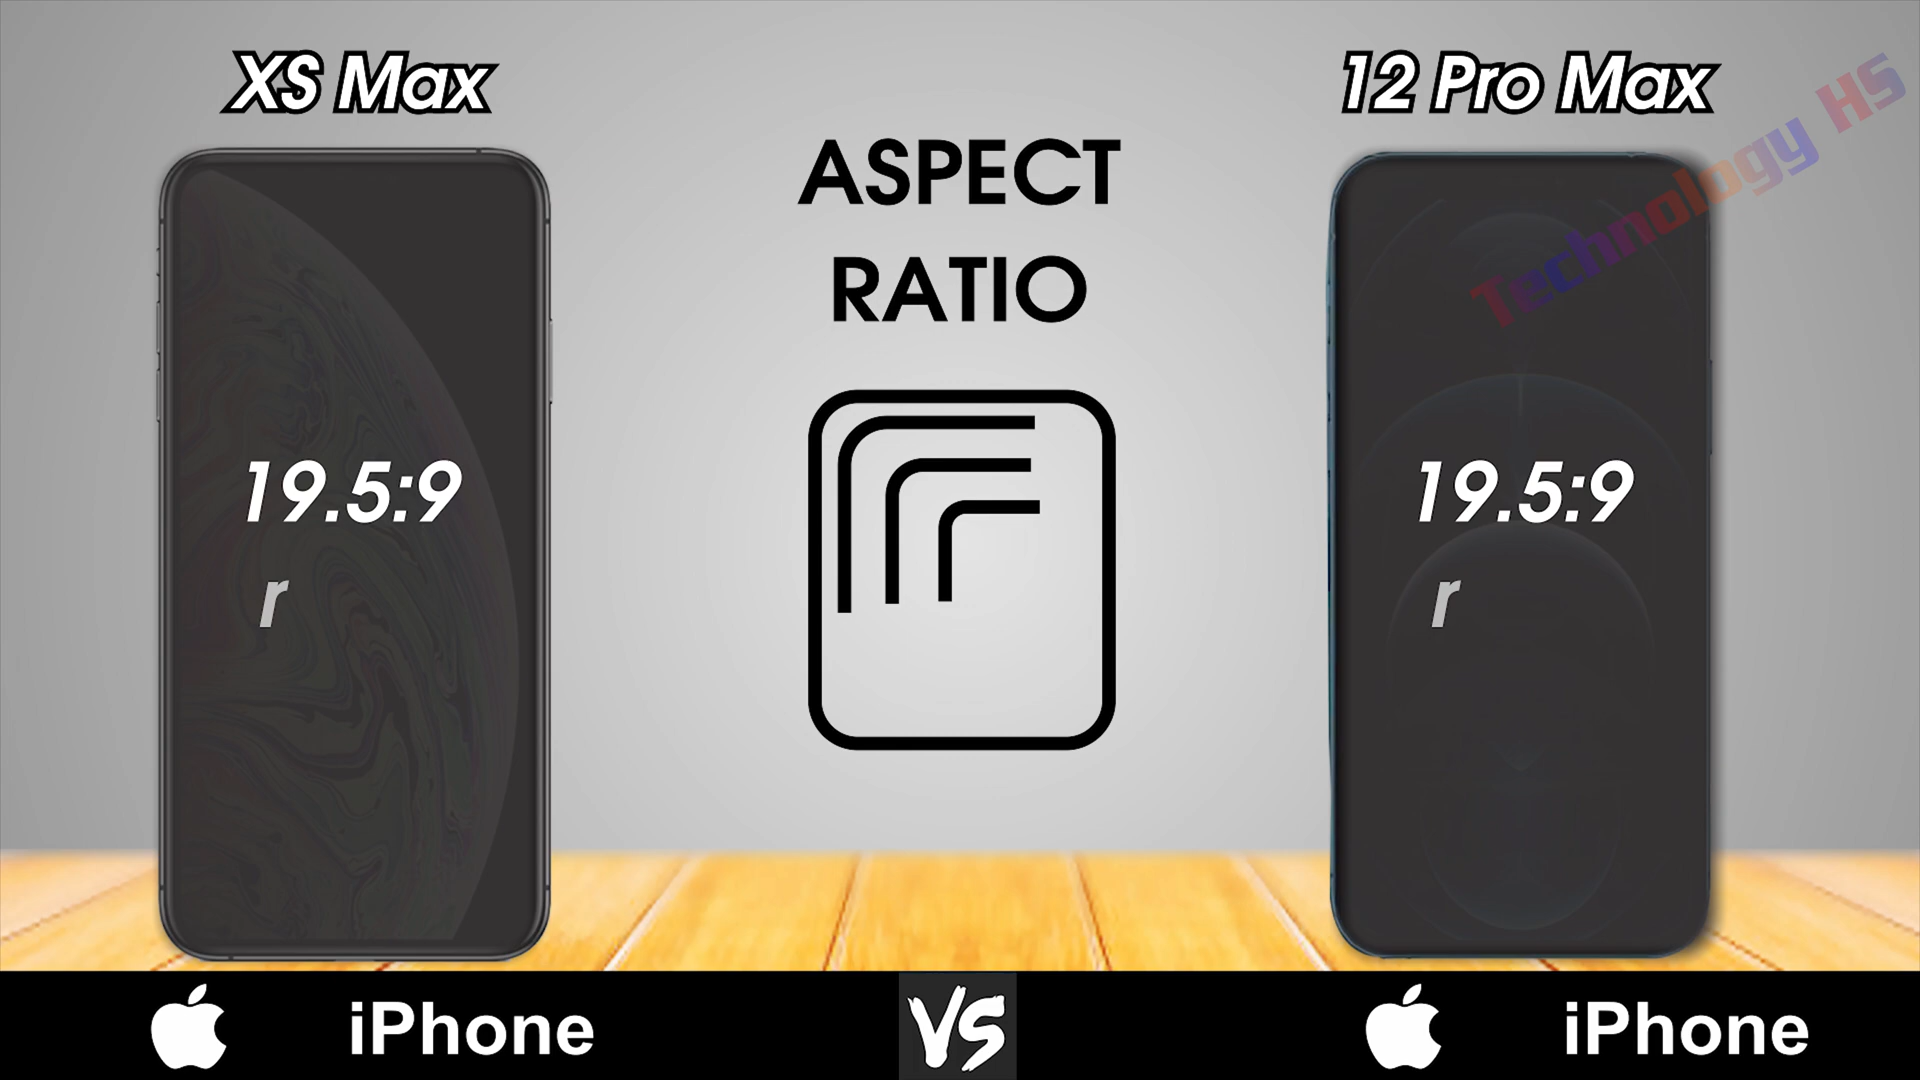 XS Max
12 Pro Max
Technology HS
ASPECT
RATIO
19.5:9
r
19.5:9
r
iPhone
VS
iPhone